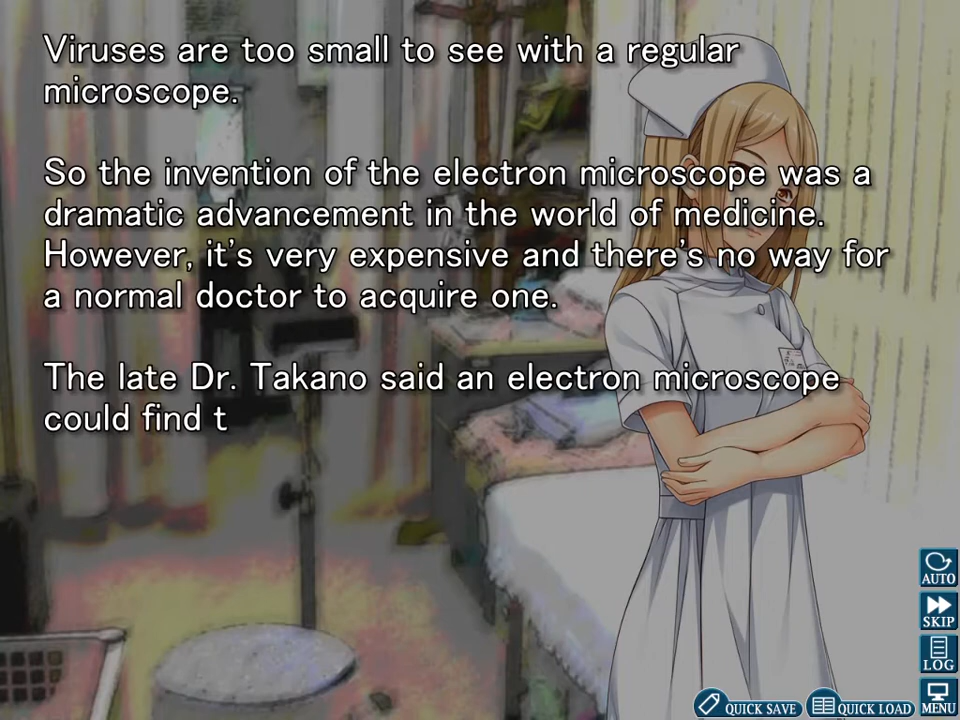 Viruses are too small to see with a regular
microscope.
So the invention of the electron microscope was a
dramatic advancement in the world of medicine.
However, it's very expensive and there's no way for
a normal doctor to acquire one.
The late Dr. Takano said an electron microscope
could find t
AUTO
SKIP
LOG
MENU
QUICK SAVE
QUICK LOAD